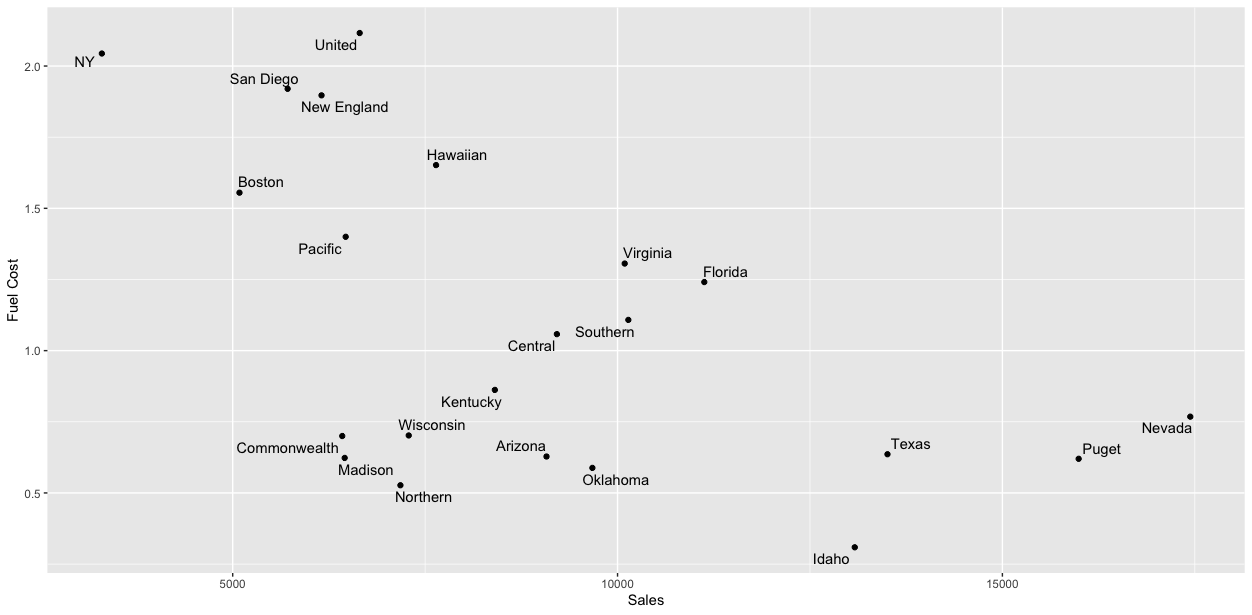 United
NY
2.0
San Diego
New England
Hawaiian
Boston
1.5
Pacific
Virginia
Florida
Fuel Cost
Southern
Central
1.0
Kentucky
Wisconsin
Nevada
Commonwealth
Arizona
Texas
Puget
Madison
Oklahoma
0.5
Northern
Idaho
5000
10000
15000
Sales